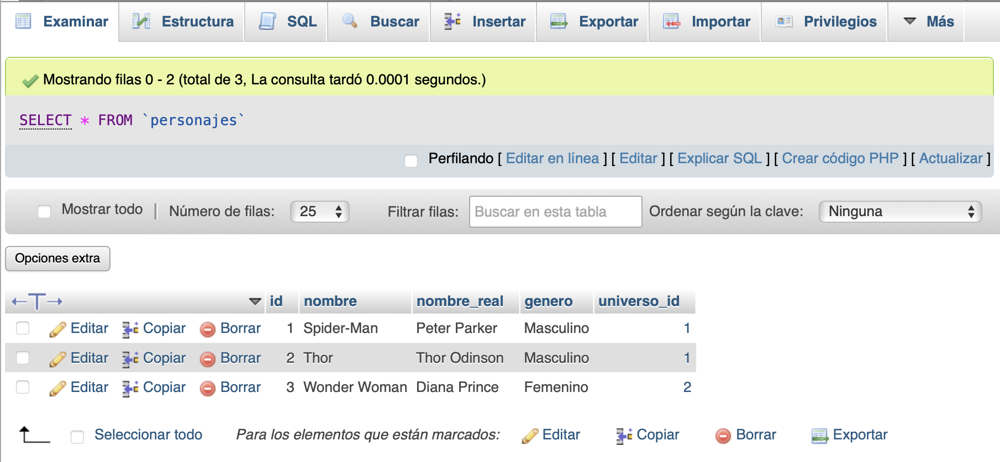 Examinar Estructura SQL Buscar Insertar Exportar Importar Privilegios Más
Mostrando filas 0 - 2 (total de 3, La consulta tardó 0.0001 segundos.)
SELECT * FROM `personajes`
Perfilando [ Editar en línea ] [ Editar ] [ Explicar SQL ] [ Crear código PHP ] [ Actualizar ]
Mostrar todo | Número de filas: 25 Filtrar filas: Buscar en esta tabla Ordenar según la clave: Ninguna
Opciones extra
←T→ id nombre nombre_real genero universo_id
Editar Copiar Borrar 1 Spider-Man Peter Parker Masculino 1
Editar Copiar Borrar 2 Thor Thor Odinson Masculino 1
Editar Copiar Borrar 3 Wonder Woman Diana Prince Femenino 2
Seleccionar todo Para los elementos que están marcados: Editar Copiar Borrar Exportar